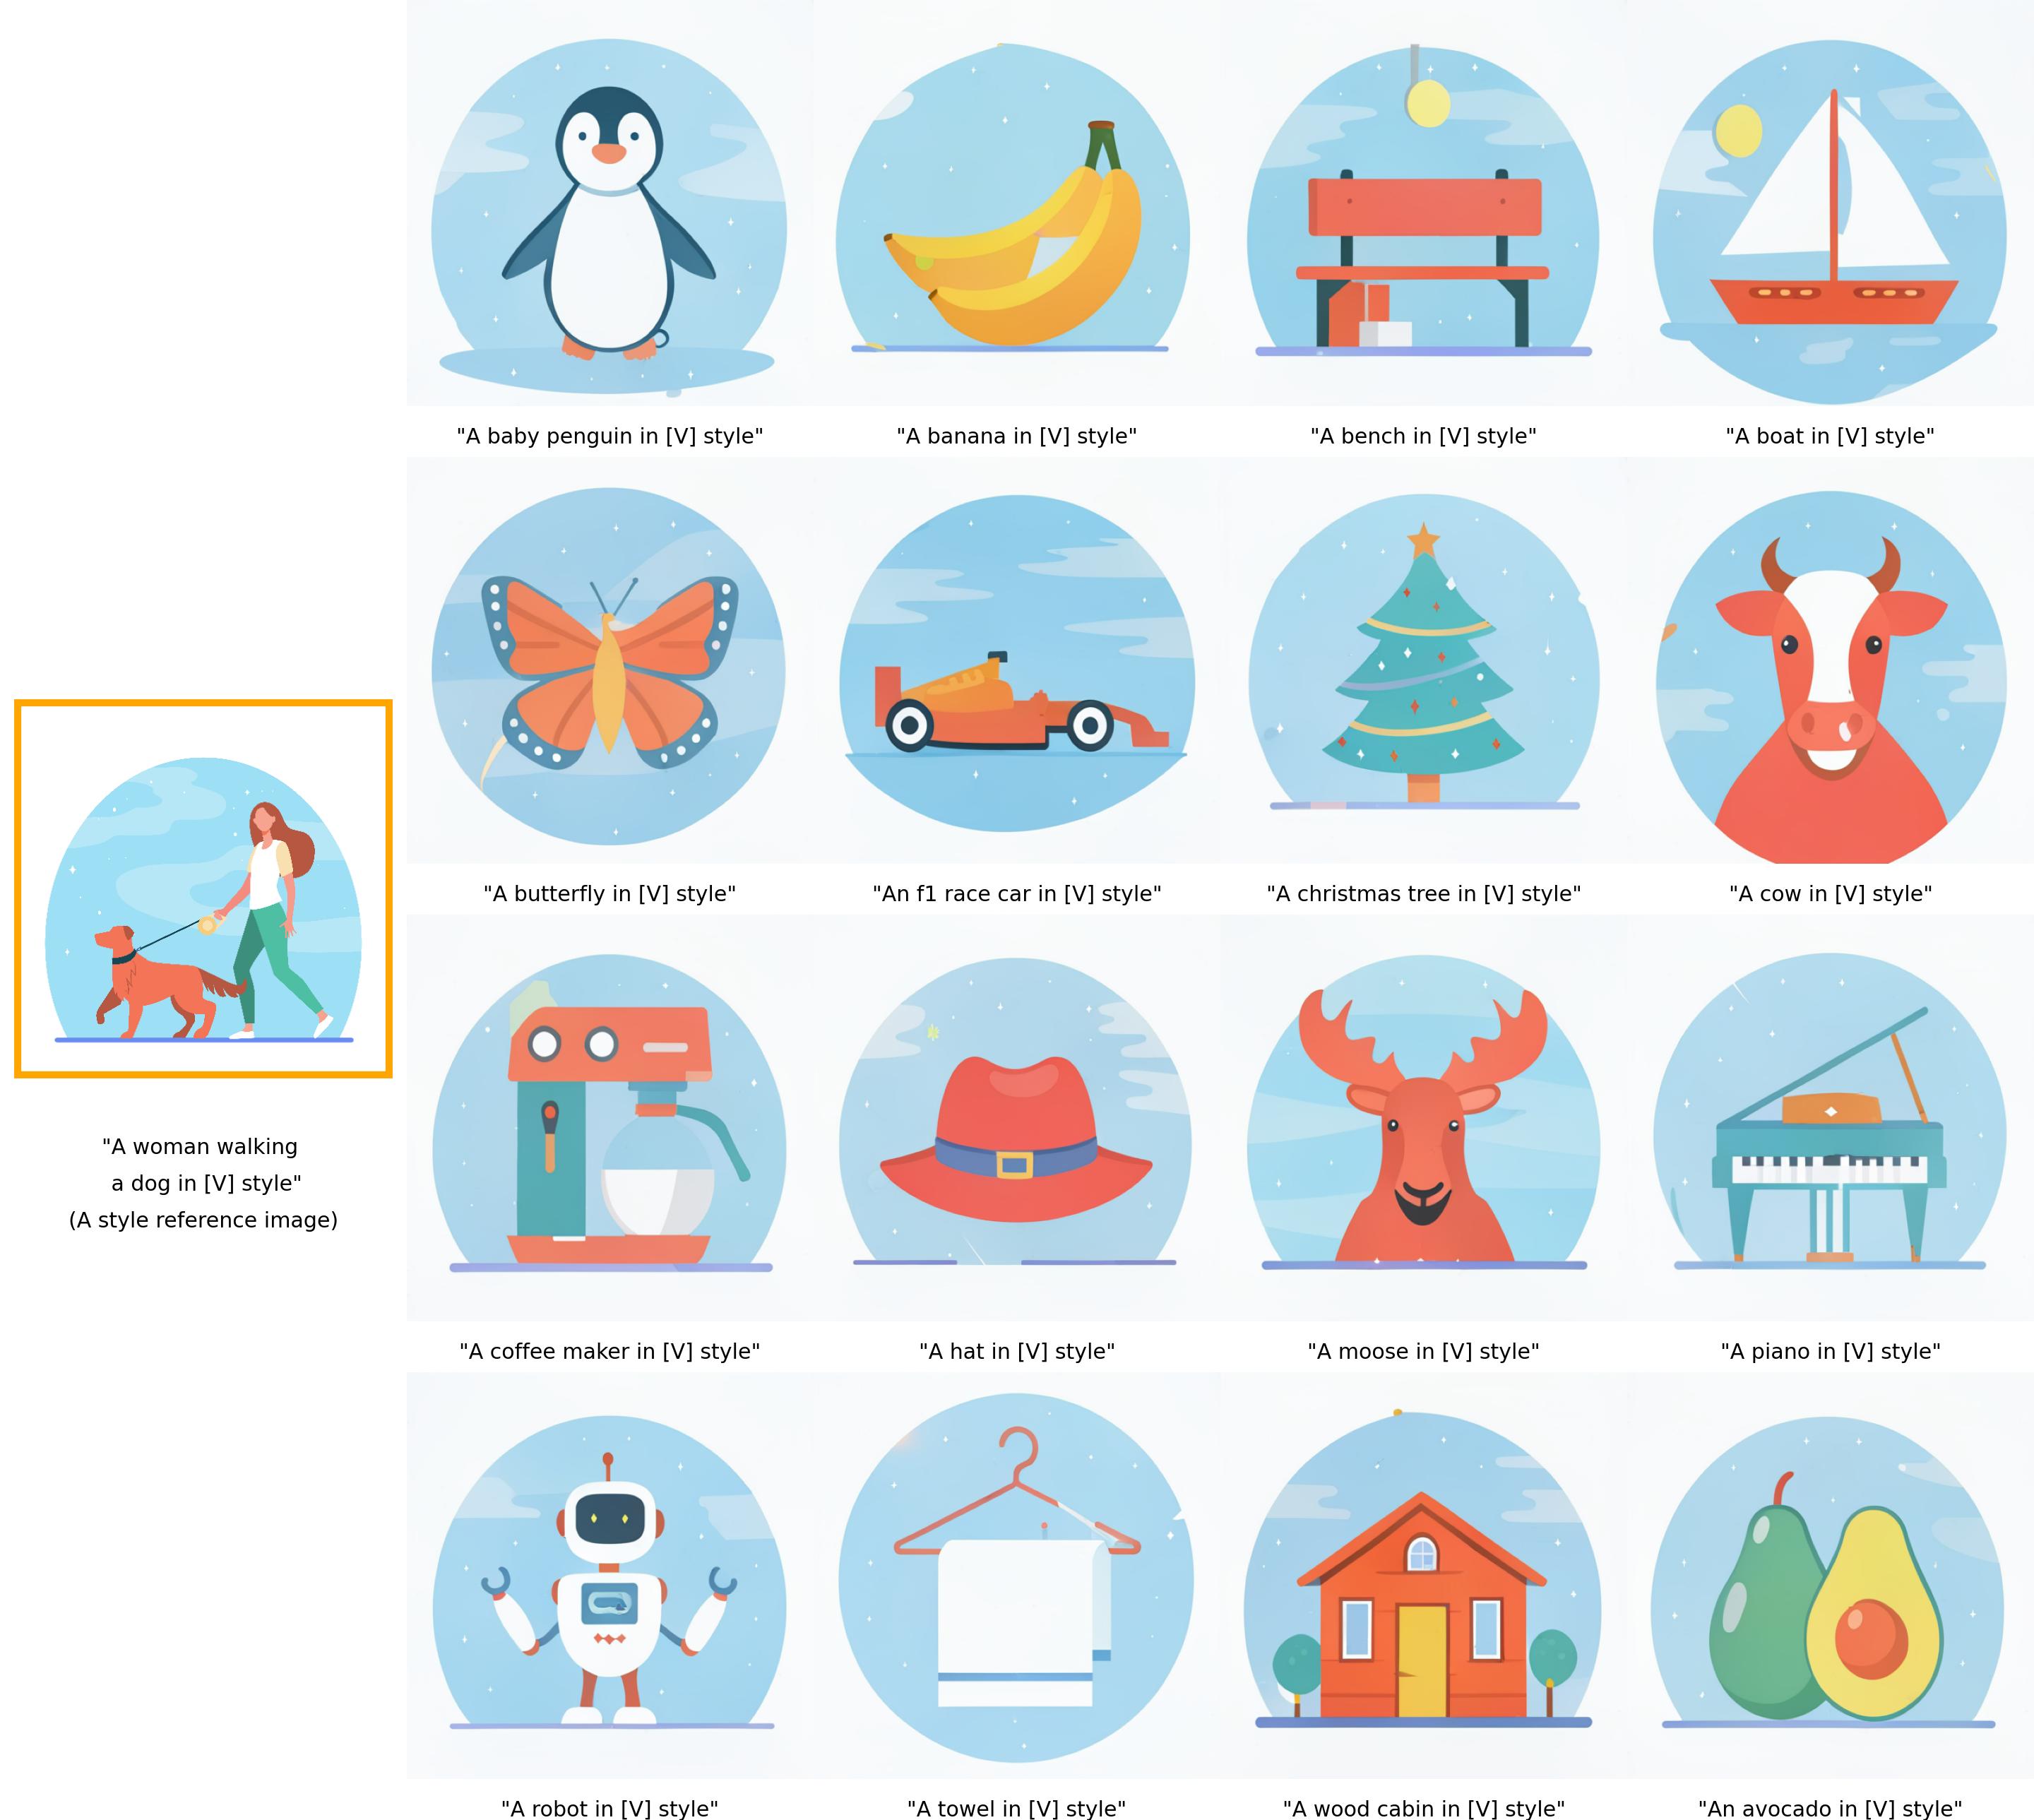 "A baby penguin in [V] style"
"A banana in [V] style"
"A bench in [V] style"
"A boat in [V] style"
"A butterfly in [V] style"
"An f1 race car in [V] style"
"A christmas tree in [V] style"
"A cow in [V] style"
"A woman walking
a dog in [V] style"
(A style reference image)
"A coffee maker in [V] style"
"A hat in [V] style"
"A moose in [V] style"
"A piano in [V] style"
"A robot in [V] style"
"A towel in [V] style"
"A wood cabin in [V] style"
"An avocado in [V] style"